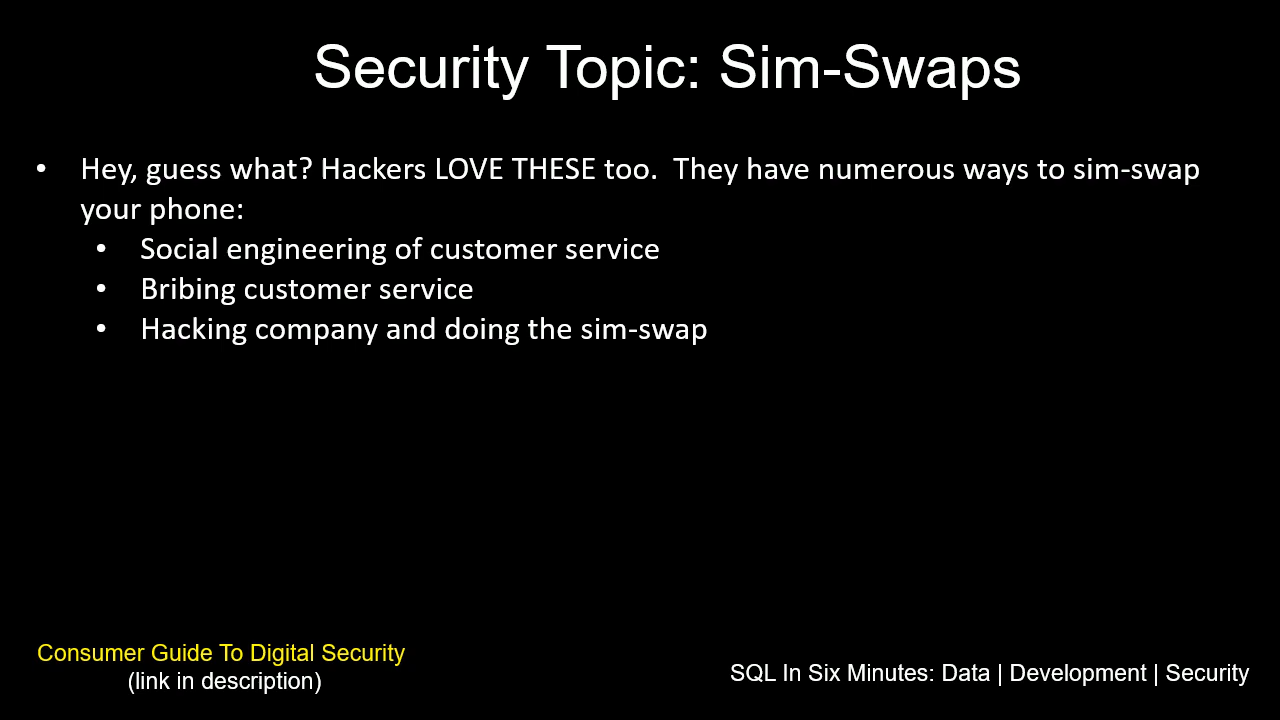 Security Topic: Sim-Swaps
• Hey, guess what? Hackers LOVE THESE too.  They have numerous ways to sim-swap
your phone:
• Social engineering of customer service
• Bribing customer service
• Hacking company and doing the sim-swap
Consumer Guide To Digital Security
(link in description)
SQL In Six Minutes: Data | Development | Security